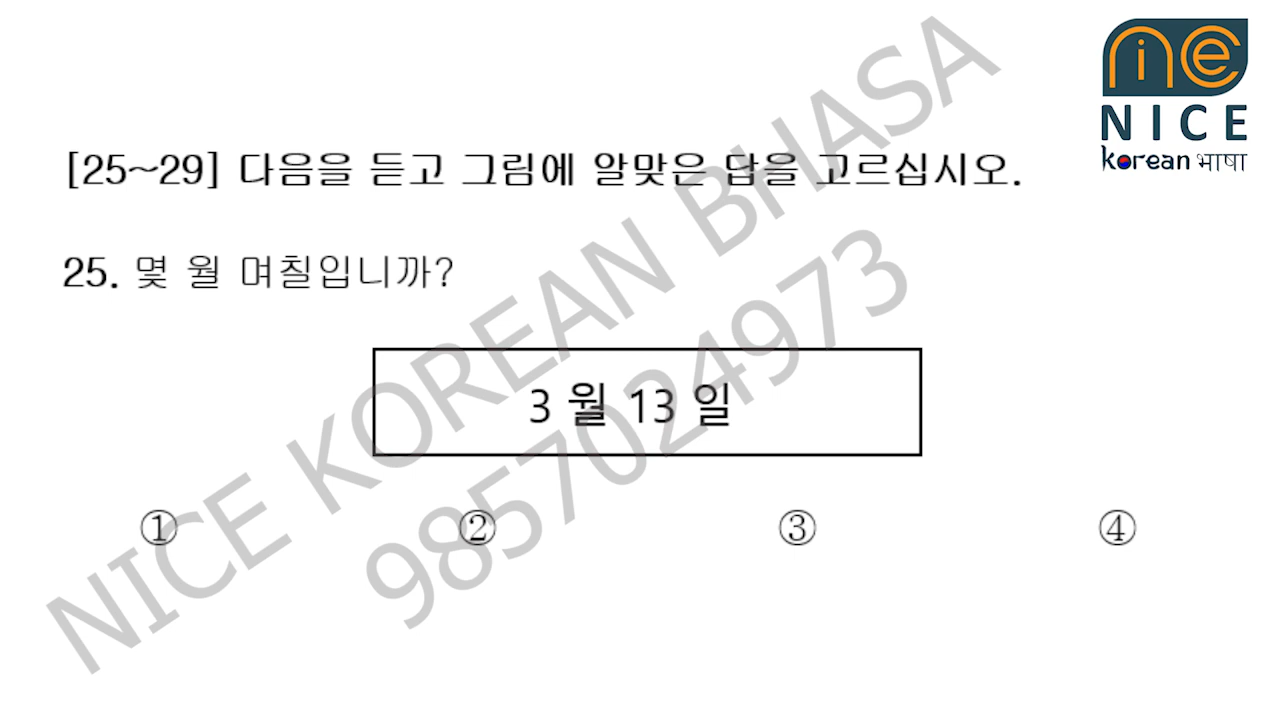 ine
NICE
korean भाषा
[25~29] 다음을 듣고 그림에 알맞은 답을 고르십시오.
25. 몇 월 며칠입니까?
3 월 13 일
① ② ③ ④
NICE KOREAN BHASA
9857024973